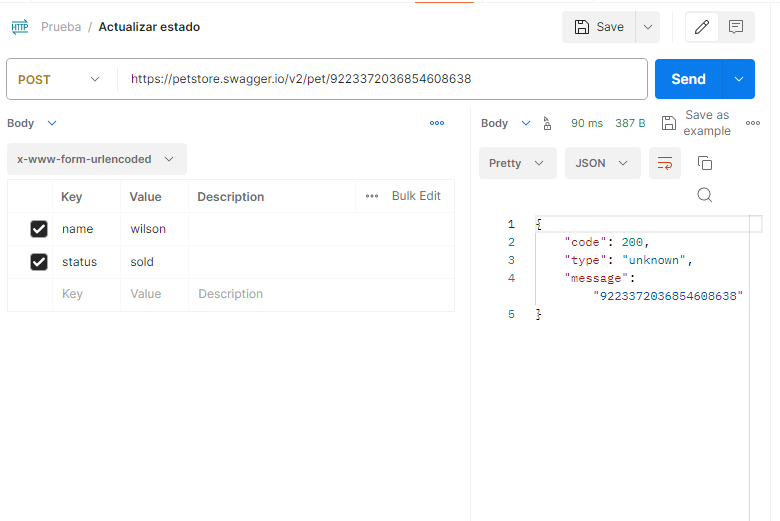 HTTP Prueba / Actualizar estado Save
POST https://petstore.swagger.io/v2/pet/9223372036854608638 Send
Body
x-www-form-urlencoded
Key Value Description Bulk Edit
name wilson
status sold
Key Value Description
Body 90 ms 387 B Save as
example
Pretty JSON
1 {
2 "code": 200,
3 "type": "unknown",
4 "message":
"9223372036854608638"
5 }